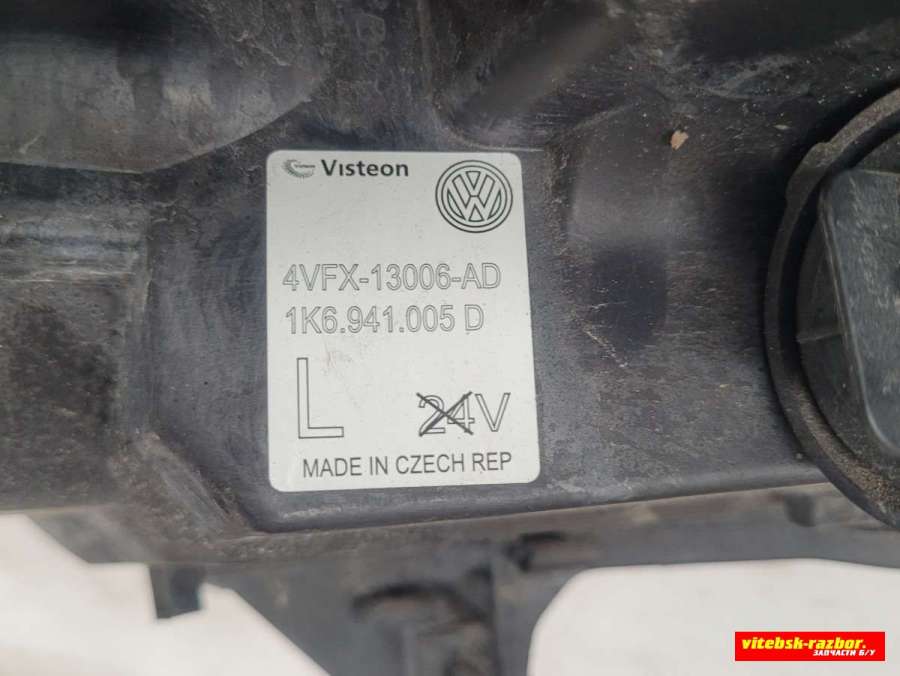 Visteon
4VFX-13006-AD
1K6.941.005 D
L 24V
MADE IN CZECH REP
vitebsk-razbor.
ЗАПЧАСТИ Б/У